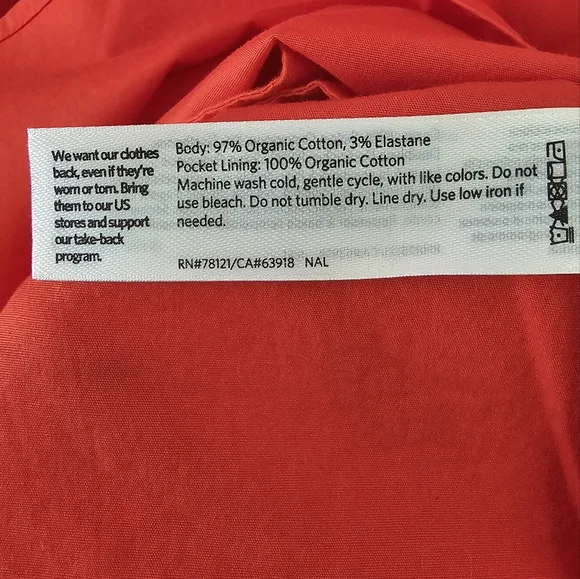 We want our clothes
back, even if they're
worn or torn. Bring
them to our US
stores and support
our take-back
program.
Body: 97% Organic Cotton, 3% Elastane
Pocket Lining: 100% Organic Cotton
Machine wash cold, gentle cycle, with like colors. Do not
use bleach. Do not tumble dry. Line dry. Use low iron if
needed.
RN#78121/CA#63918 NAL